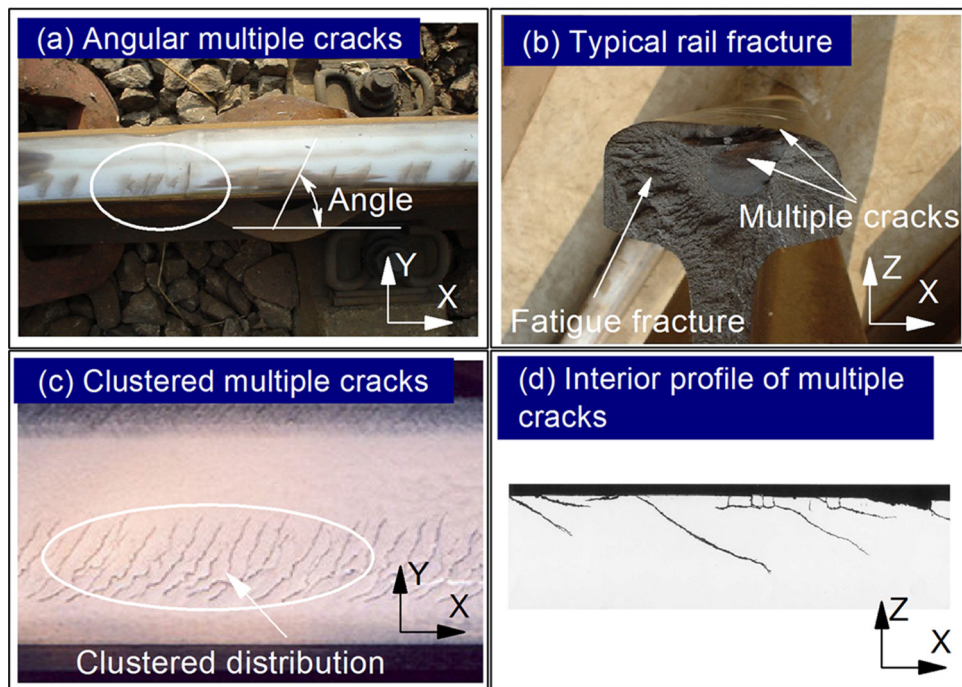 (a) Angular multiple cracks
Angle
Y
X
(b) Typical rail fracture
Multiple cracks
Fatigue fracture
Z
X
(c) Clustered multiple cracks
Y
X
Clustered distribution
(d) Interior profile of multiple
cracks
Z
X